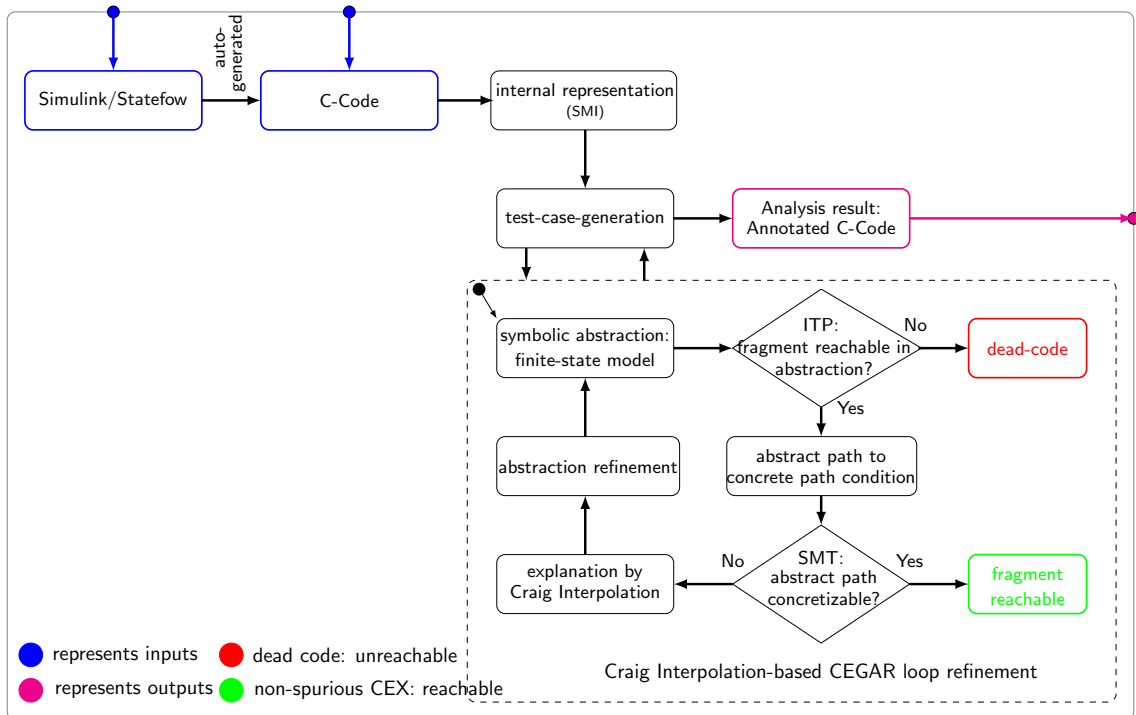 auto-
generated
Simulink/Statefow
C-Code
internal representation
(SMI)
test-case-generation
Analysis result:
Annotated C-Code
symbolic abstraction:
finite-state model
ITP:
fragment reachable in
abstraction?
No
dead-code
Yes
abstraction refinement
abstract path to
concrete path condition
explanation by
Craig Interpolation
No
SMT:
abstract path
concretizable?
Yes
fragment
reachable
represents inputs
dead code: unreachable
represents outputs
non-spurious CEX: reachable
Craig Interpolation-based CEGAR loop refinement